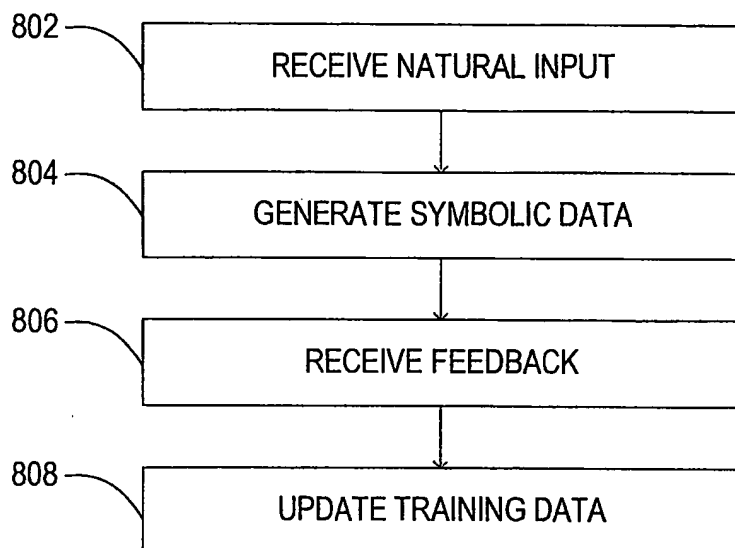 802
RECEIVE NATURAL INPUT
804
GENERATE SYMBOLIC DATA
806
RECEIVE FEEDBACK
808
UPDATE TRAINING DATA